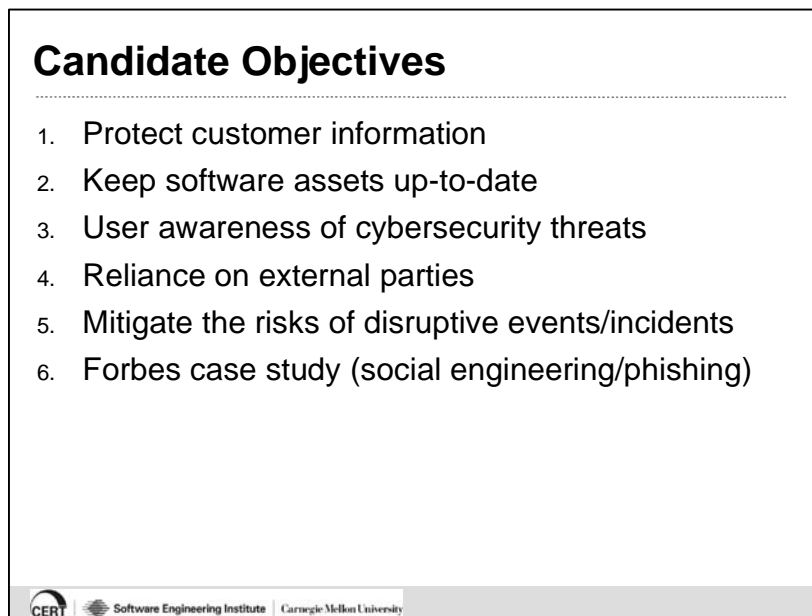 Candidate Objectives
1. Protect customer information
2. Keep software assets up-to-date
3. User awareness of cybersecurity threats
4. Reliance on external parties
5. Mitigate the risks of disruptive events/incidents
6. Forbes case study (social engineering/phishing)
CERT Software Engineering Institute Carnegie Mellon University